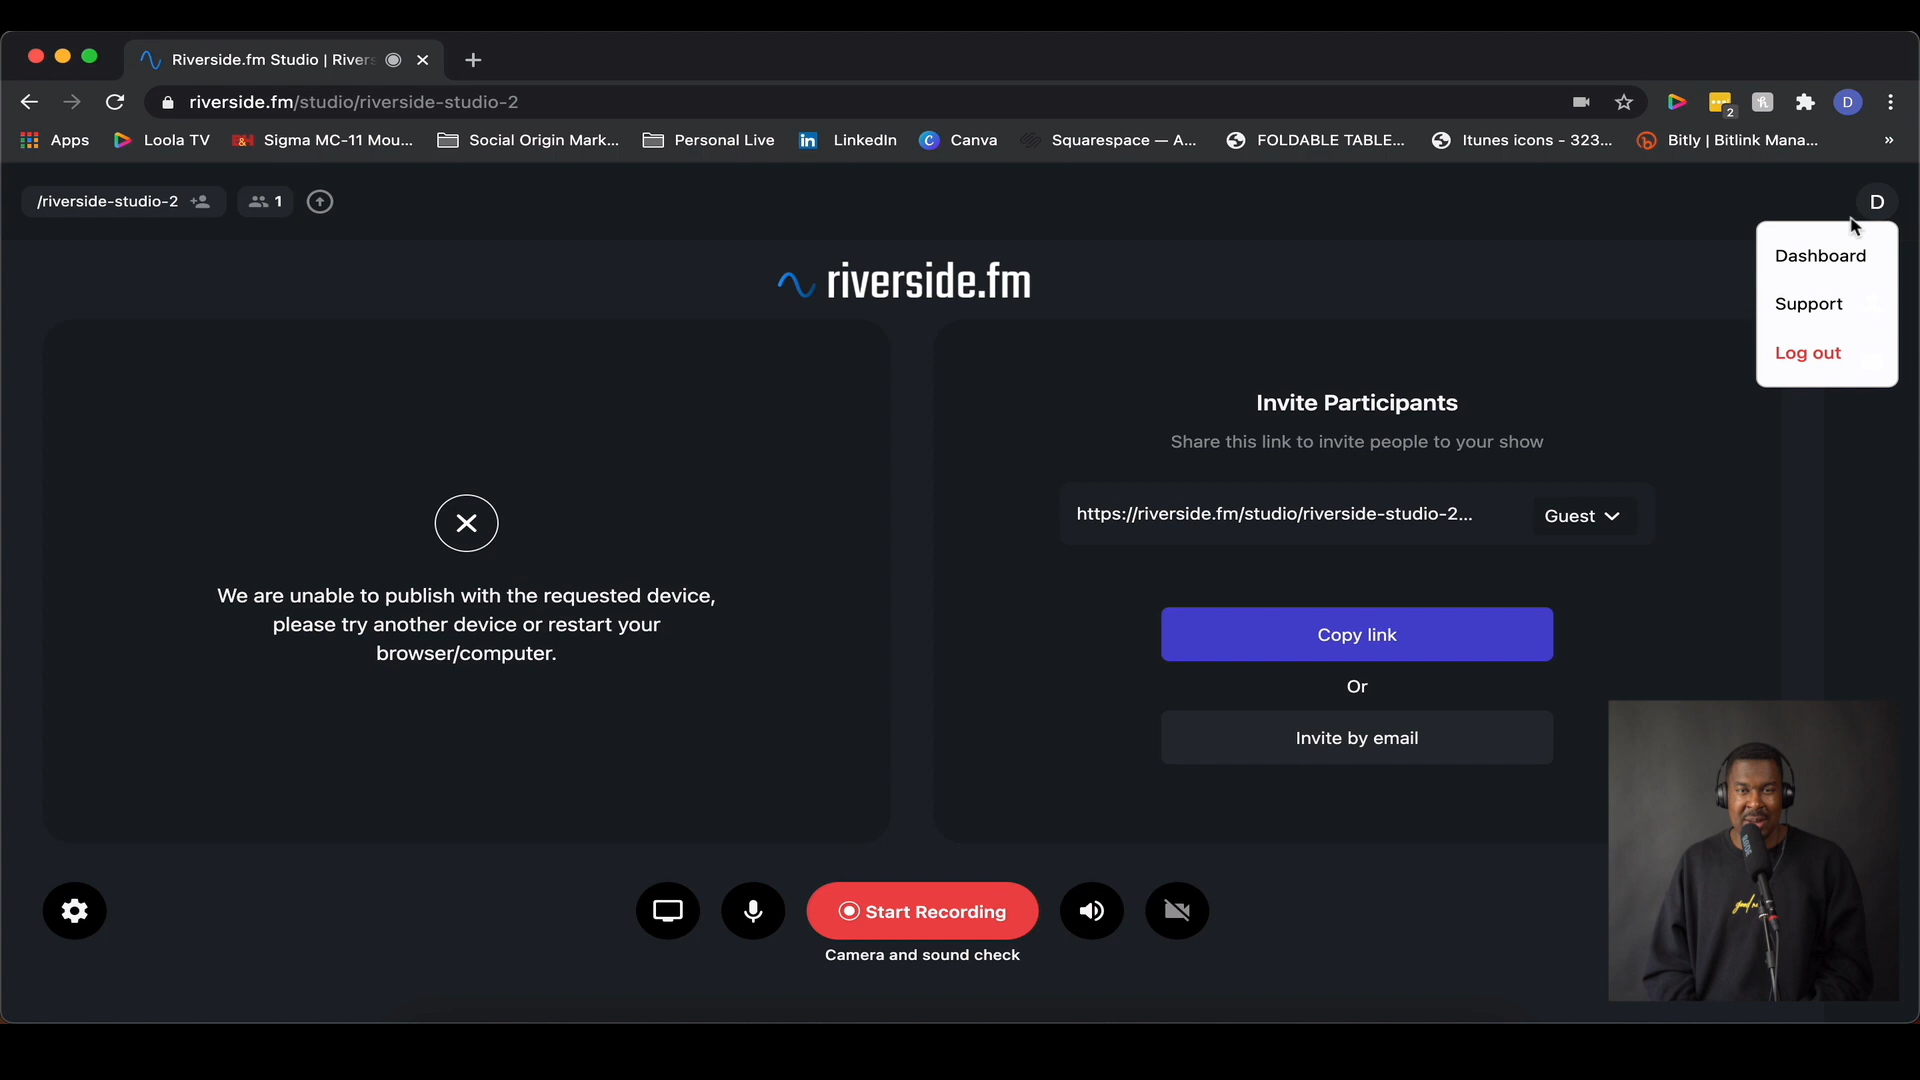 Riverside.fm Studio | Rivers
riverside.fm/studio/riverside-studio-2
2
D
Apps
Loola TV
Sigma MC-11 Mou...
Social Origin Mark...
Personal Live
in
LinkedIn
C
Canva
Squarespace — A...
FOLDABLE TABLE...
Itunes icons - 323...
Bitly | Bitlink Mana...
»
/riverside-studio-2
1
D
Dashboard
Support
Log out
riverside.fm
Invite Participants
Share this link to invite people to your show
https://riverside.fm/studio/riverside-studio-2...
Guest
We are unable to publish with the requested device,
please try another device or restart your
browser/computer.
Copy link
Or
Invite by email
Start Recording
Camera and sound check